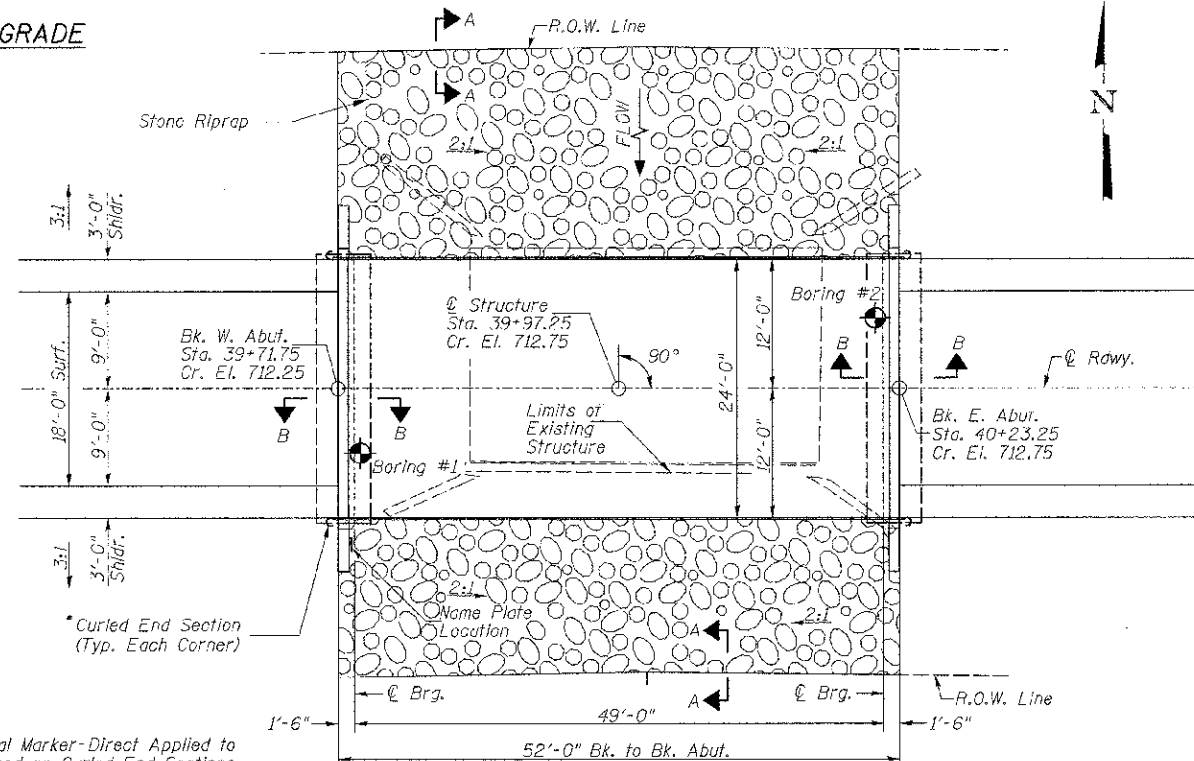 GRADE
A
R.O.W. Line
A
N
Stone Riprap
FLOW
2:1
2:1
3:1
3'-0"
Shldr.
Boring #2
℄ Structure
Sta. 39+97.25
Cr. El. 712.75
90°
12'-0"
Bk. W. Abut.
Sta. 39+71.75
Cr. El. 712.25
18'-0" Surf.
9'-0"
B
B
℄ Rdwy.
24'-0"
Limits of
Existing
Structure
B
B
9'-0"
12'-0"
Bk. E. Abut.
Sta. 40+23.25
Cr. El. 712.75
Boring #1
3:1
3'-0"
Shldr.
2:1
2:1
* Curled End Section
(Typ. Each Corner)
Name Plate
Location
A
℄ Brg.
℄ Brg.
A
R.O.W. Line
1'-6"
49'-0"
1'-6"
al Marker-Direct Applied to
52'-0" Bk. to Bk. Abut.